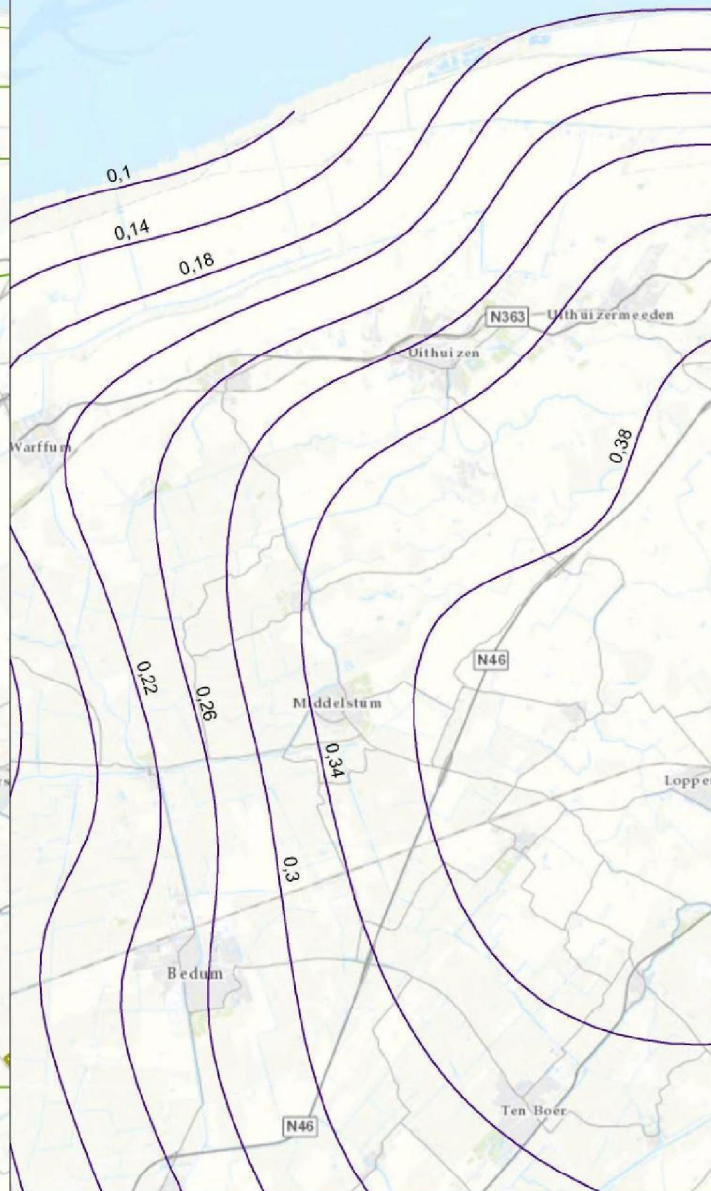 0,1
0,14
0,18
N363
Uithuizermeeden
Uithuizen
Warffum
0,38
N46
0,22
0,26
Middelstum
0,34
Loppe
0,3
Bedum
Ten Boer
N46